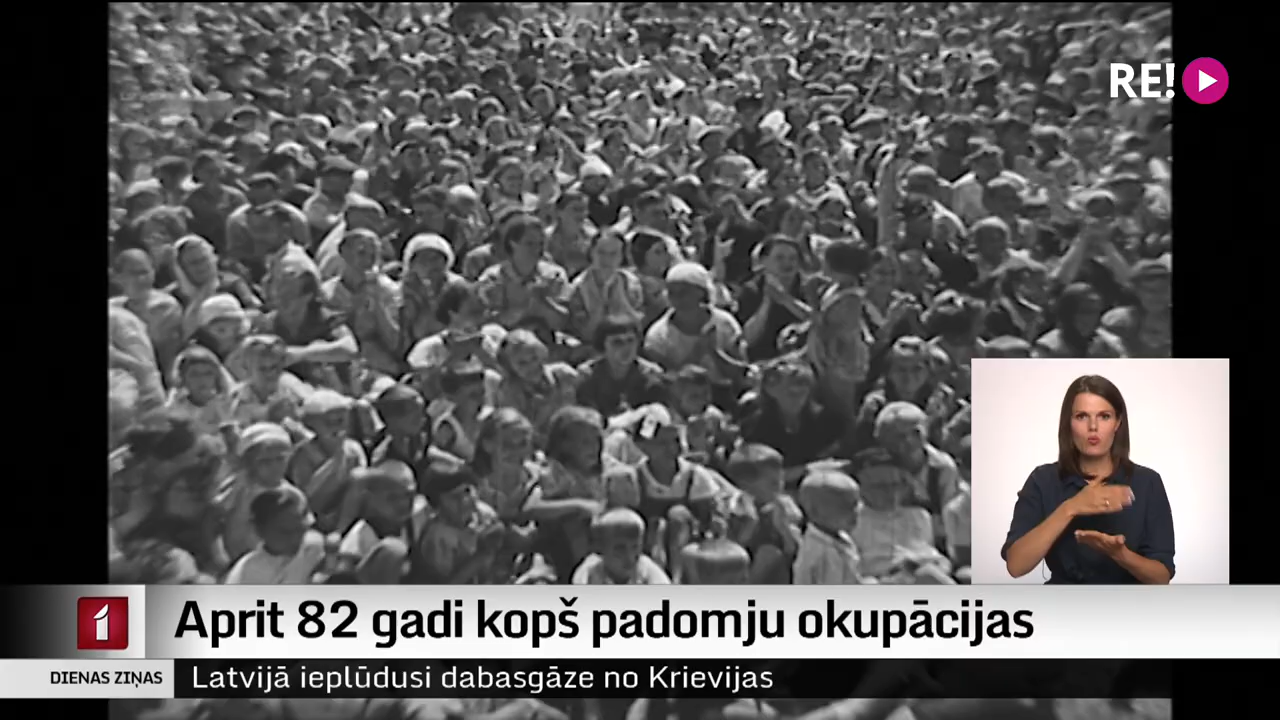 RE!
1
Aprit 82 gadi kopš padomju okupācijas
DIENAS ZIŅAS
Latvijā ieplūdusi dabasgāze no Krievijas